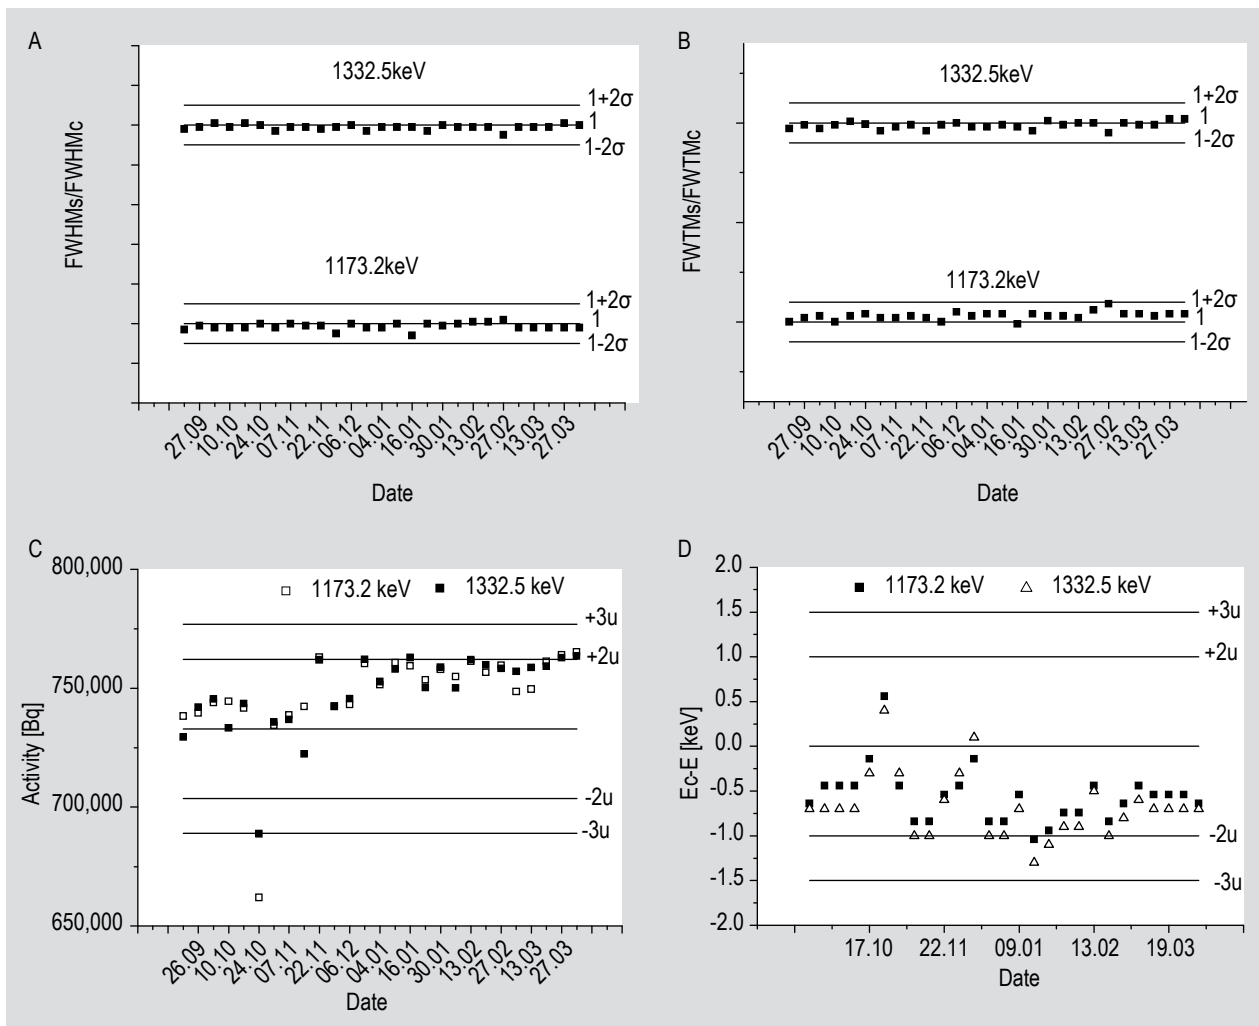 A
FWHMs/FWHMc
1332.5keV
1+2σ
1
1-2σ
1173.2keV
1+2σ
1
1-2σ
27.09 10.10 24.10 07.11 22.11 06.12 04.01 16.01 30.01 13.02 27.02 13.03 27.03
Date
B
FWTMs/FWTMc
1332.5keV
1+2σ
1
1-2σ
1173.2keV
1+2σ
1
1-2σ
27.09 10.10 24.10 07.11 22.11 06.12 04.01 16.01 30.01 13.02 27.02 13.03 27.03
Date
C
Activity [Bq]
800,000
750,000
700,000
650,000
1173.2 keV 1332.5 keV
+3u
+2u
-2u
-3u
26.09 10.10 24.10 07.11 22.11 06.12 04.01 16.01 30.01 13.02 27.02 13.03 27.03
Date
D
Ec-E [keV]
2.0
1.5
1.0
0.5
0.0
-0.5
-1.0
-1.5
-2.0
1173.2 keV 1332.5 keV
+3u
+2u
-2u
-3u
17.10 22.11 09.01 13.02 19.03
Date